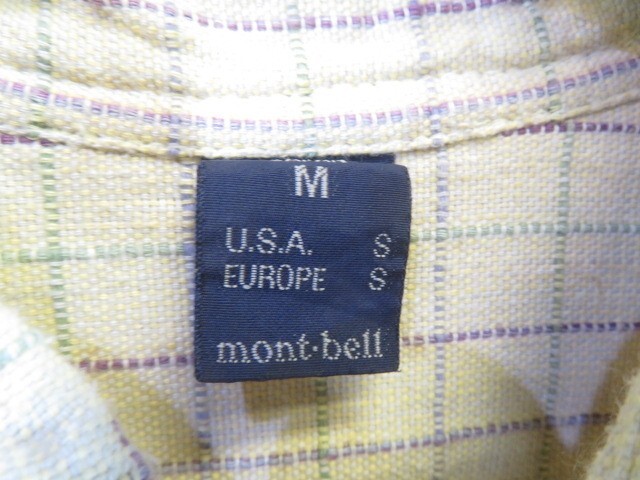 M
U.S.A. S
EUROPE S
mont·bell